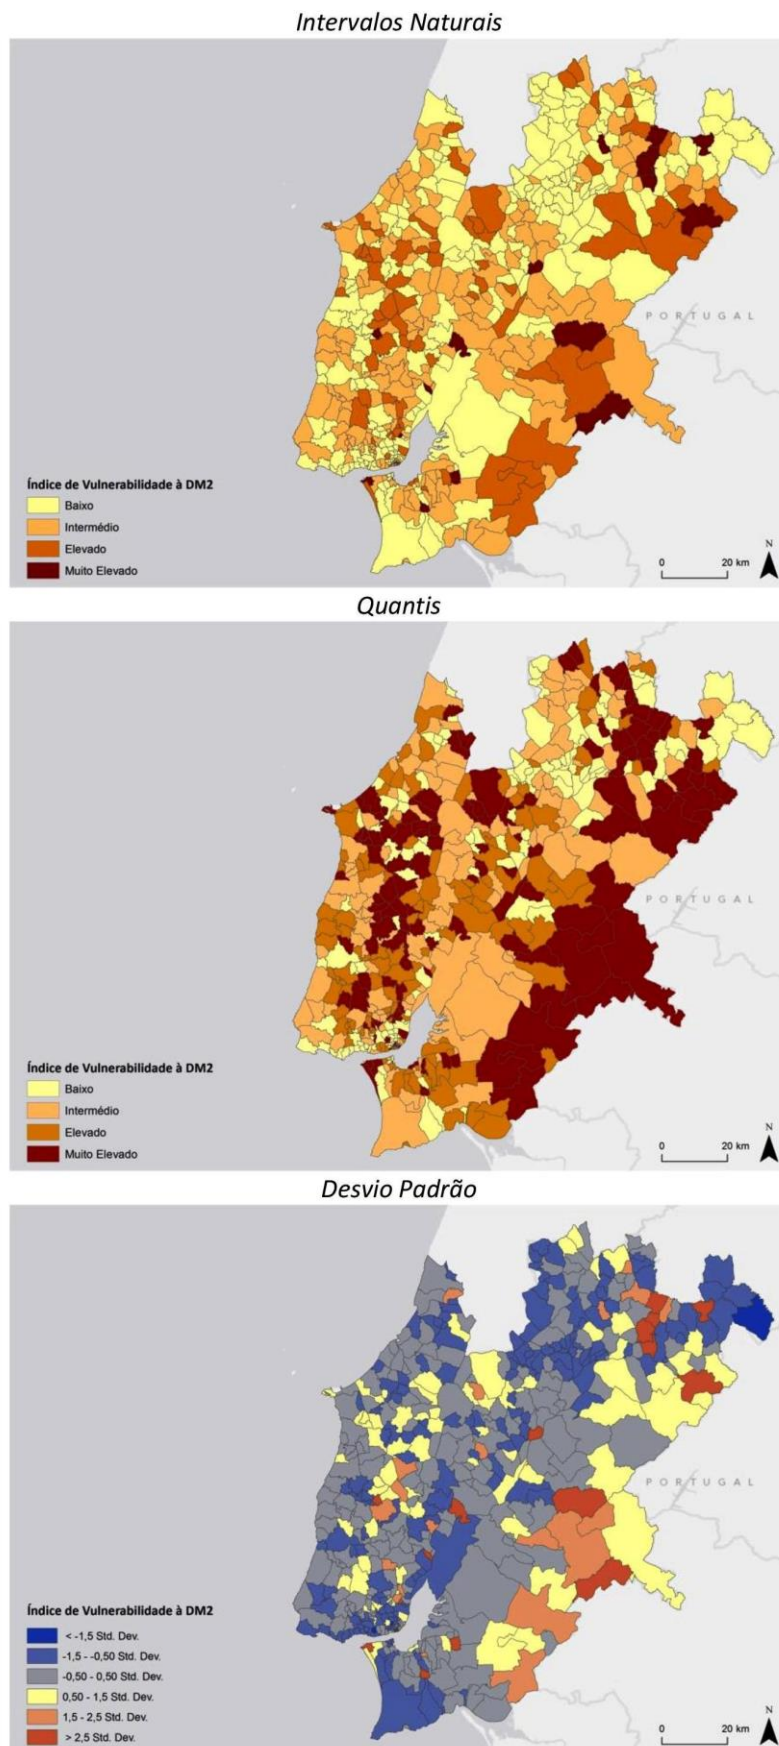 Intervalos Naturais
PORTUGAL
Índice de Vulnerabilidade à DM2
Baixo
Intermédio
Elevado
Muito Elevado
N
0 20 km
Quantis
PORTUGAL
Índice de Vulnerabilidade à DM2
Baixo
Intermédio
Elevado
Muito Elevado
N
0 20 km
Desvio Padrão
PORTUGAL
Índice de Vulnerabilidade à DM2
< -1,5 Std. Dev.
-1,5 - -0,50 Std. Dev.
-0,50 - 0,50 Std. Dev.
0,50 - 1,5 Std. Dev.
1,5 - 2,5 Std. Dev.
> 2,5 Std. Dev.
N
0 20 km